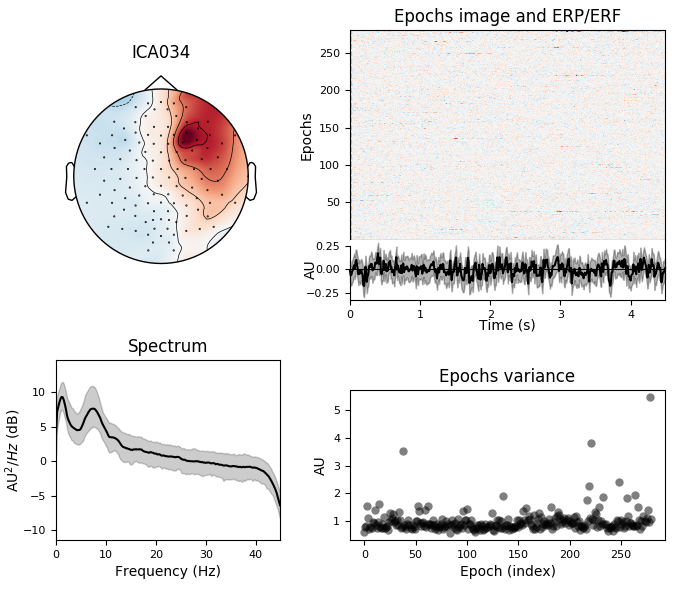 ICA034
Epochs image and ERP/ERF
Epochs
250
200
150
100
50
AU
0.25
0.00
−0.25
0 1 2 3 4
Time (s)
Spectrum
AU²/Hz (dB)
10
5
0
−5
−10
0 10 20 30 40
Frequency (Hz)
Epochs variance
AU
5
4
3
2
1
0 50 100 150 200 250
Epoch (index)